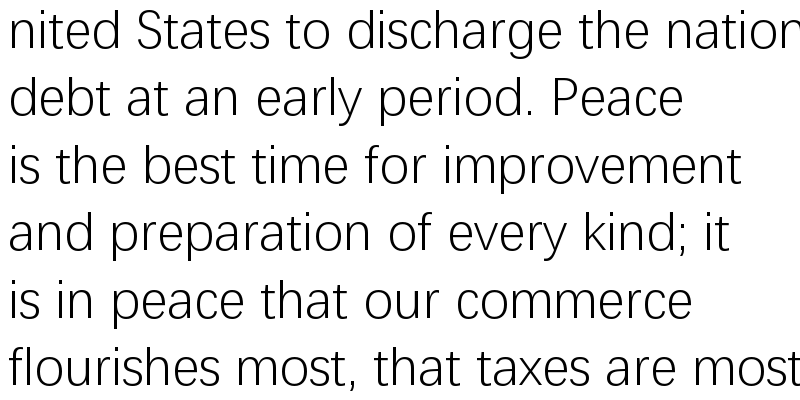 nited States to discharge the nation
debt at an early period. Peace
is the best time for improvement
and preparation of every kind; it
is in peace that our commerce
flourishes most, that taxes are most